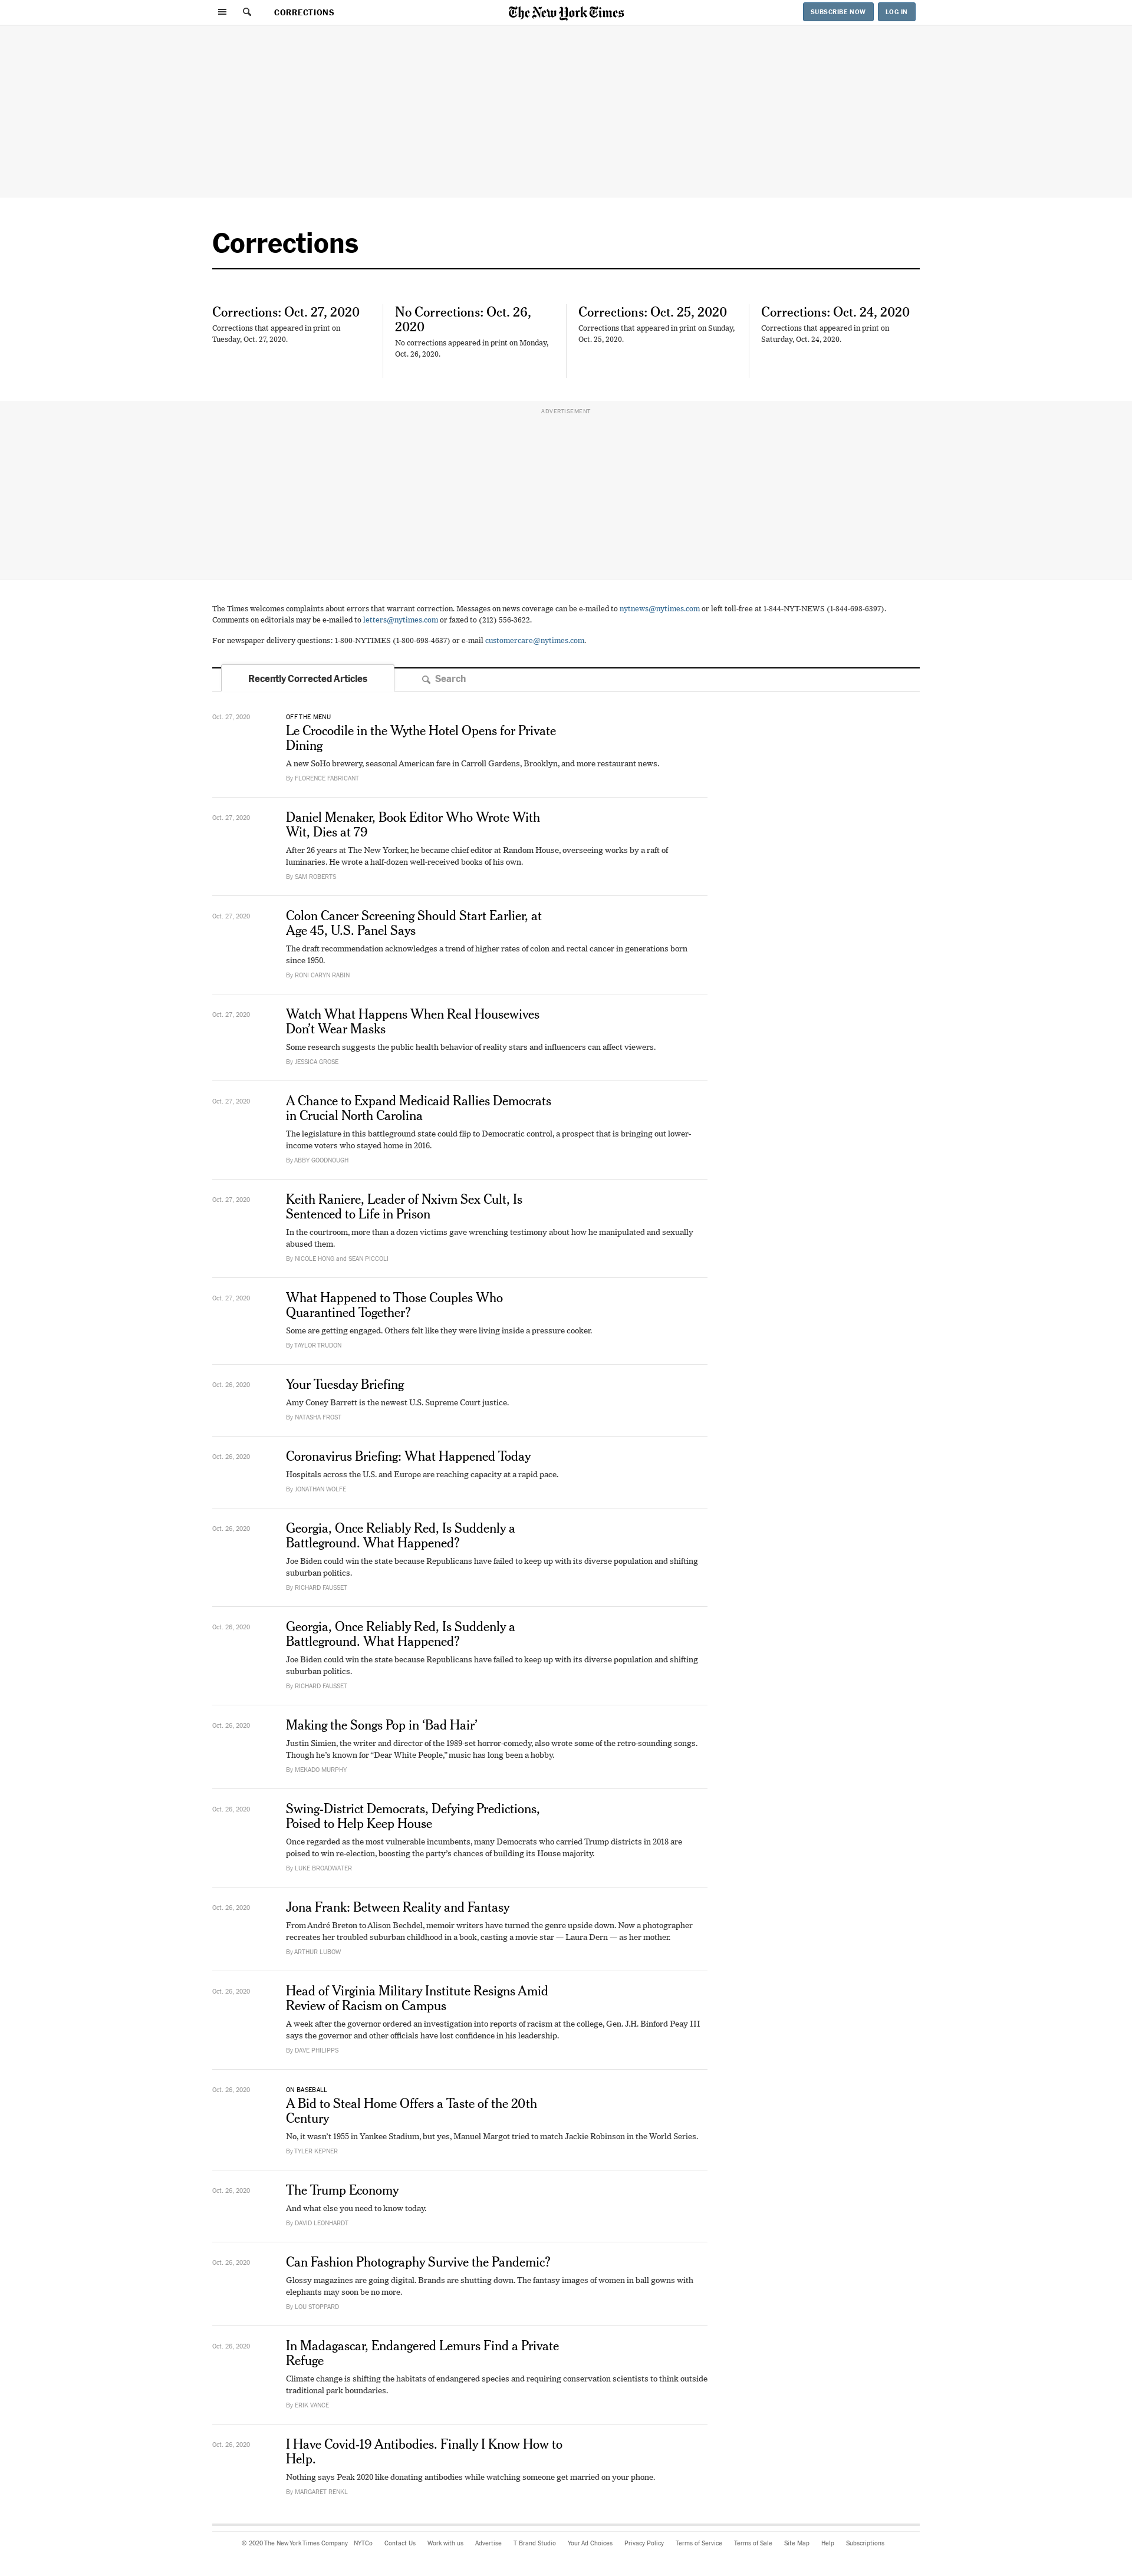 CORRECTIONS
The New York Times
SUBSCRIBE NOW
LOG IN
Corrections
Corrections: Oct. 27, 2020
Corrections that appeared in print on
Tuesday, Oct. 27, 2020.
No Corrections: Oct. 26,
2020
No corrections appeared in print on Monday,
Oct. 26, 2020.
Corrections: Oct. 25, 2020
Corrections that appeared in print on Sunday,
Oct. 25, 2020.
Corrections: Oct. 24, 2020
Corrections that appeared in print on
Saturday, Oct. 24, 2020.
ADVERTISEMENT
The Times welcomes complaints about errors that warrant correction. Messages on news coverage can be e-mailed to nytnews@nytimes.com or left toll-free at 1-844-NYT-NEWS (1-844-698-6397).
Comments on editorials may be e-mailed to letters@nytimes.com or faxed to (212) 556-3622.
For newspaper delivery questions: 1-800-NYTIMES (1-800-698-4637) or e-mail customercare@nytimes.com.
Recently Corrected Articles
Search
Oct. 27, 2020
OFF THE MENU
Le Crocodile in the Wythe Hotel Opens for Private
Dining
A new SoHo brewery, seasonal American fare in Carroll Gardens, Brooklyn, and more restaurant news.
By FLORENCE FABRICANT
Oct. 27, 2020
Daniel Menaker, Book Editor Who Wrote With
Wit, Dies at 79
After 26 years at The New Yorker, he became chief editor at Random House, overseeing works by a raft of
luminaries. He wrote a half-dozen well-received books of his own.
By SAM ROBERTS
Oct. 27, 2020
Colon Cancer Screening Should Start Earlier, at
Age 45, U.S. Panel Says
The draft recommendation acknowledges a trend of higher rates of colon and rectal cancer in generations born
since 1950.
By RONI CARYN RABIN
Oct. 27, 2020
Watch What Happens When Real Housewives
Don’t Wear Masks
Some research suggests the public health behavior of reality stars and influencers can affect viewers.
By JESSICA GROSE
Oct. 27, 2020
A Chance to Expand Medicaid Rallies Democrats
in Crucial North Carolina
The legislature in this battleground state could flip to Democratic control, a prospect that is bringing out lower-
income voters who stayed home in 2016.
By ABBY GOODNOUGH
Oct. 27, 2020
Keith Raniere, Leader of Nxivm Sex Cult, Is
Sentenced to Life in Prison
In the courtroom, more than a dozen victims gave wrenching testimony about how he manipulated and sexually
abused them.
By NICOLE HONG and SEAN PICCOLI
Oct. 27, 2020
What Happened to Those Couples Who
Quarantined Together?
Some are getting engaged. Others felt like they were living inside a pressure cooker.
By TAYLOR TRUDON
Oct. 26, 2020
Your Tuesday Briefing
Amy Coney Barrett is the newest U.S. Supreme Court justice.
By NATASHA FROST
Oct. 26, 2020
Coronavirus Briefing: What Happened Today
Hospitals across the U.S. and Europe are reaching capacity at a rapid pace.
By JONATHAN WOLFE
Oct. 26, 2020
Georgia, Once Reliably Red, Is Suddenly a
Battleground. What Happened?
Joe Biden could win the state because Republicans have failed to keep up with its diverse population and shifting
suburban politics.
By RICHARD FAUSSET
Oct. 26, 2020
Georgia, Once Reliably Red, Is Suddenly a
Battleground. What Happened?
Joe Biden could win the state because Republicans have failed to keep up with its diverse population and shifting
suburban politics.
By RICHARD FAUSSET
Oct. 26, 2020
Making the Songs Pop in ‘Bad Hair’
Justin Simien, the writer and director of the 1989-set horror-comedy, also wrote some of the retro-sounding songs.
Though he’s known for “Dear White People,” music has long been a hobby.
By MEKADO MURPHY
Oct. 26, 2020
Swing-District Democrats, Defying Predictions,
Poised to Help Keep House
Once regarded as the most vulnerable incumbents, many Democrats who carried Trump districts in 2018 are
poised to win re-election, boosting the party’s chances of building its House majority.
By LUKE BROADWATER
Oct. 26, 2020
Jona Frank: Between Reality and Fantasy
From André Breton to Alison Bechdel, memoir writers have turned the genre upside down. Now a photographer
recreates her troubled suburban childhood in a book, casting a movie star — Laura Dern — as her mother.
By ARTHUR LUBOW
Oct. 26, 2020
Head of Virginia Military Institute Resigns Amid
Review of Racism on Campus
A week after the governor ordered an investigation into reports of racism at the college, Gen. J.H. Binford Peay III
says the governor and other officials have lost confidence in his leadership.
By DAVE PHILIPPS
Oct. 26, 2020
ON BASEBALL
A Bid to Steal Home Offers a Taste of the 20th
Century
No, it wasn’t 1955 in Yankee Stadium, but yes, Manuel Margot tried to match Jackie Robinson in the World Series.
By TYLER KEPNER
Oct. 26, 2020
The Trump Economy
And what else you need to know today.
By DAVID LEONHARDT
Oct. 26, 2020
Can Fashion Photography Survive the Pandemic?
Glossy magazines are going digital. Brands are shutting down. The fantasy images of women in ball gowns with
elephants may soon be no more.
By LOU STOPPARD
Oct. 26, 2020
In Madagascar, Endangered Lemurs Find a Private
Refuge
Climate change is shifting the habitats of endangered species and requiring conservation scientists to think outside
traditional park boundaries.
By ERIK VANCE
Oct. 26, 2020
I Have Covid-19 Antibodies. Finally I Know How to
Help.
Nothing says Peak 2020 like donating antibodies while watching someone get married on your phone.
By MARGARET RENKL
© 2020 The New York Times Company NYTCo Contact Us Work with us Advertise T Brand Studio Your Ad Choices Privacy Policy Terms of Service Terms of Sale Site Map Help Subscriptions